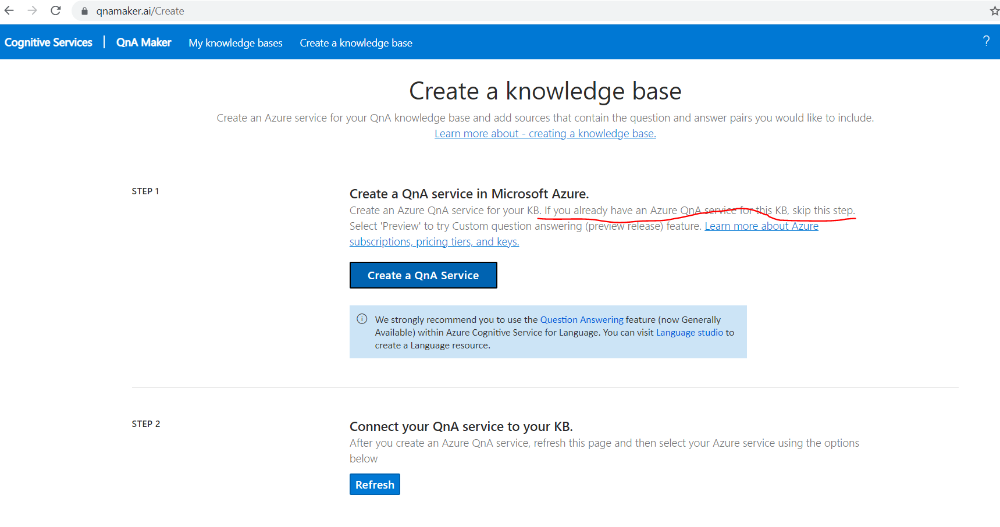 qnamaker.ai/Create
Cognitive Services | QnA Maker My knowledge bases Create a knowledge base ?
Create a knowledge base
Create an Azure service for your QnA knowledge base and add sources that contain the question and answer pairs you would like to include.
Learn more about - creating a knowledge base.
STEP 1
Create a QnA service in Microsoft Azure.
Create an Azure QnA service for your KB. If you already have an Azure QnA service for this KB, skip this step.
Select 'Preview' to try Custom question answering (preview release) feature. Learn more about Azure
subscriptions, pricing tiers, and keys.
Create a QnA Service
We strongly recommend you to use the Question Answering feature (now Generally
Available) within Azure Cognitive Service for Language. You can visit Language studio to
create a Language resource.
STEP 2
Connect your QnA service to your KB.
After you create an Azure QnA service, refresh this page and then select your Azure service using the options
below
Refresh